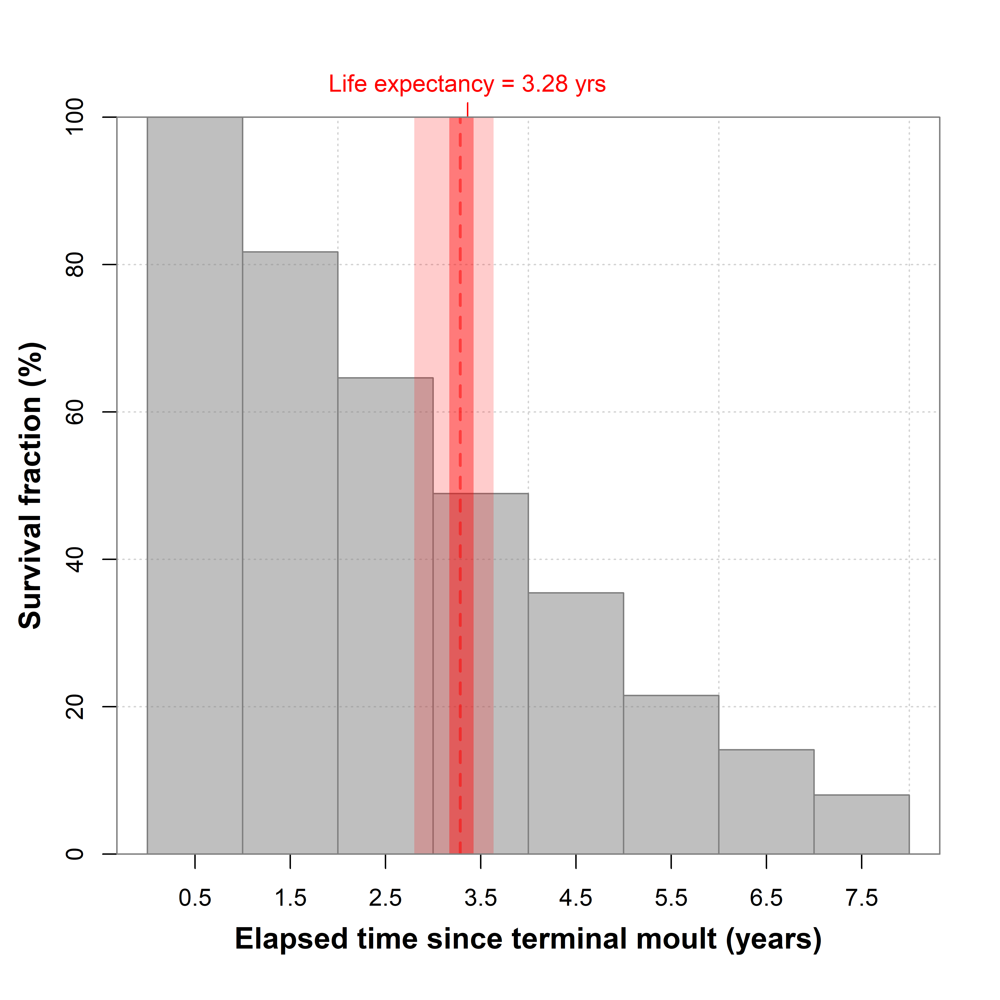 Life expectancy = 3.28 yrs
100
80
60
40
20
0
Survival fraction (%)
0.5 1.5 2.5 3.5 4.5 5.5 6.5 7.5
Elapsed time since terminal moult (years)